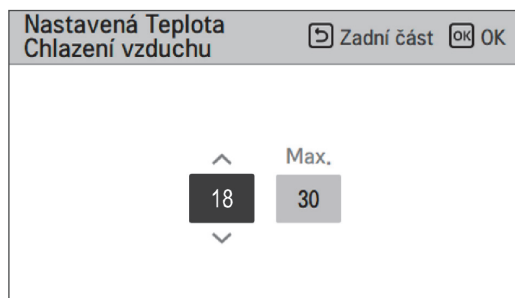 Nastavená Teplota
Chlazení vzduchu
Zadní část OK OK
Max.
18 30